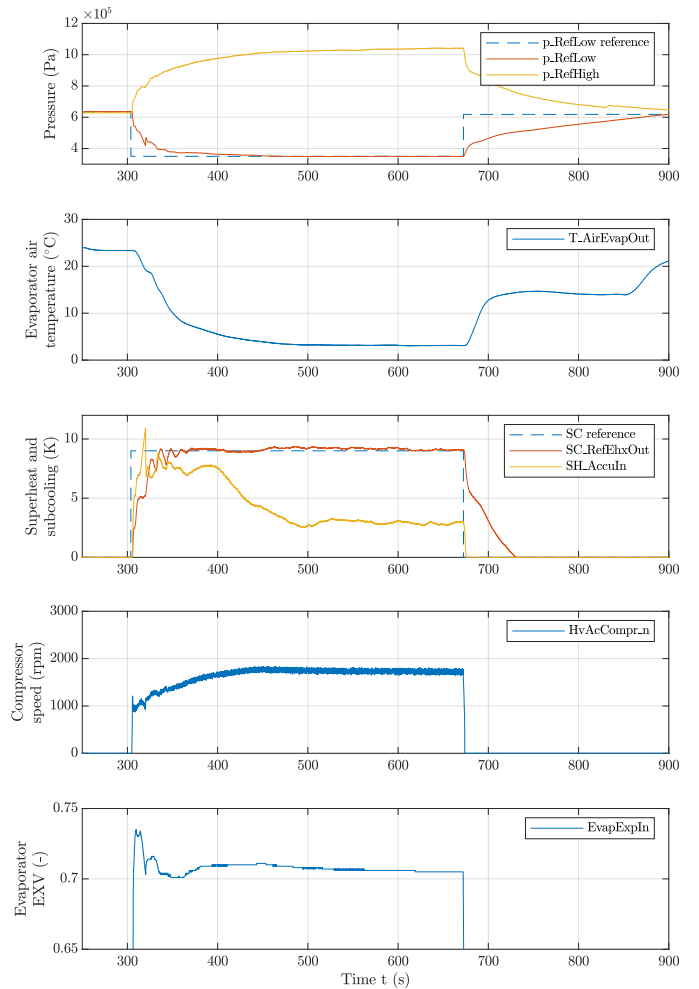 ×10⁵
12
10
8
6
4
Pressure (Pa)
p_RefLow reference
p_RefLow
p_RefHigh
300 400 500 600 700 800 900
30
20
10
0
Evaporator air
temperature (°C)
T_AirEvapOut
300 400 500 600 700 800 900
10
5
0
Superheat and
subcooling (K)
SC reference
SC_RefEhxOut
SH_AccuIn
300 400 500 600 700 800 900
3000
2000
1000
0
Compressor
speed (rpm)
HvAcCompr_n
300 400 500 600 700 800 900
0.75
0.7
0.65
Evaporator
EXV (-)
EvapExpIn
300 400 500 600 700 800 900
Time t (s)